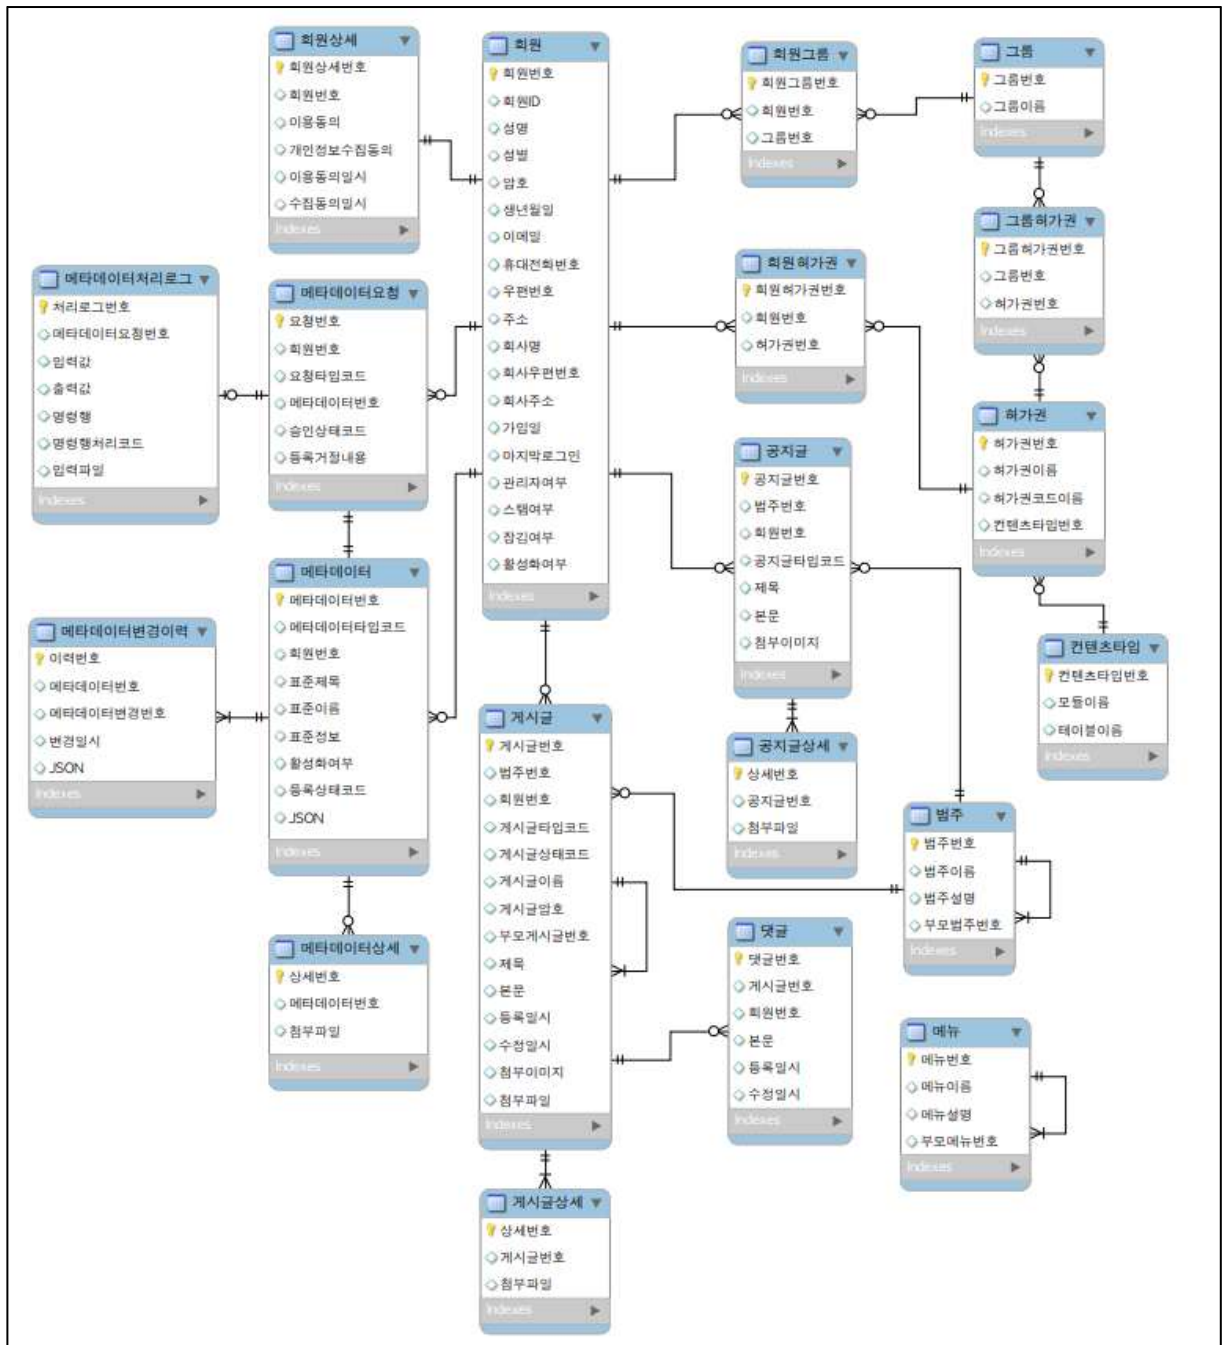 회원상세
회원상세번호
회원번호
이용동의
개인정보수집동의
이용동의일시
수집동의일시
Indexes
회원
회원번호
회원ID
성명
성별
암호
생년월일
이메일
휴대전화번호
우편번호
주소
회사명
회사우편번호
회사주소
가입일
마지막로그인
관리자여부
스탭여부
잠김여부
활성화여부
Indexes
회원그룹
회원그룹번호
회원번호
그룹번호
Indexes
그룹
그룹번호
그룹이름
Indexes
그룹허가권
그룹허가권번호
그룹번호
허가권번호
Indexes
회원허가권
회원허가권번호
회원번호
허가권번호
Indexes
메타데이터처리로그
처리로그번호
메타데이터요청번호
입력값
출력값
명령행
명령행처리코드
입력파일
Indexes
메타데이터요청
요청번호
회원번호
요청타입코드
메타데이터번호
승인상태코드
등록거절내용
Indexes
허가권
허가권번호
허가권이름
허가권코드이름
컨텐츠타입번호
Indexes
공지글
공지글번호
범주번호
회원번호
공지글타입코드
제목
본문
첨부이미지
Indexes
메타데이터
메타데이터번호
메타데이터타입코드
회원번호
표준제목
표준이름
표준정보
활성화여부
등록상태코드
JSON
Indexes
메타데이터변경이력
이력번호
메타데이터번호
메타데이터변경번호
변경일시
JSON
Indexes
컨텐츠타입
컨텐츠타입번호
모듈이름
테이블이름
Indexes
게시글
게시글번호
범주번호
회원번호
게시글타입코드
게시글상태코드
게시글이름
게시글암호
부모게시글번호
제목
본문
등록일시
수정일시
첨부이미지
첨부파일
Indexes
공지글상세
상세번호
공지글번호
첨부파일
Indexes
범주
범주번호
범주이름
범주설명
부모범주번호
Indexes
메타데이터상세
상세번호
메타데이터번호
첨부파일
Indexes
댓글
댓글번호
게시글번호
회원번호
본문
등록일시
수정일시
Indexes
메뉴
메뉴번호
메뉴이름
메뉴설명
부모메뉴번호
Indexes
게시글상세
상세번호
게시글번호
첨부파일
Indexes